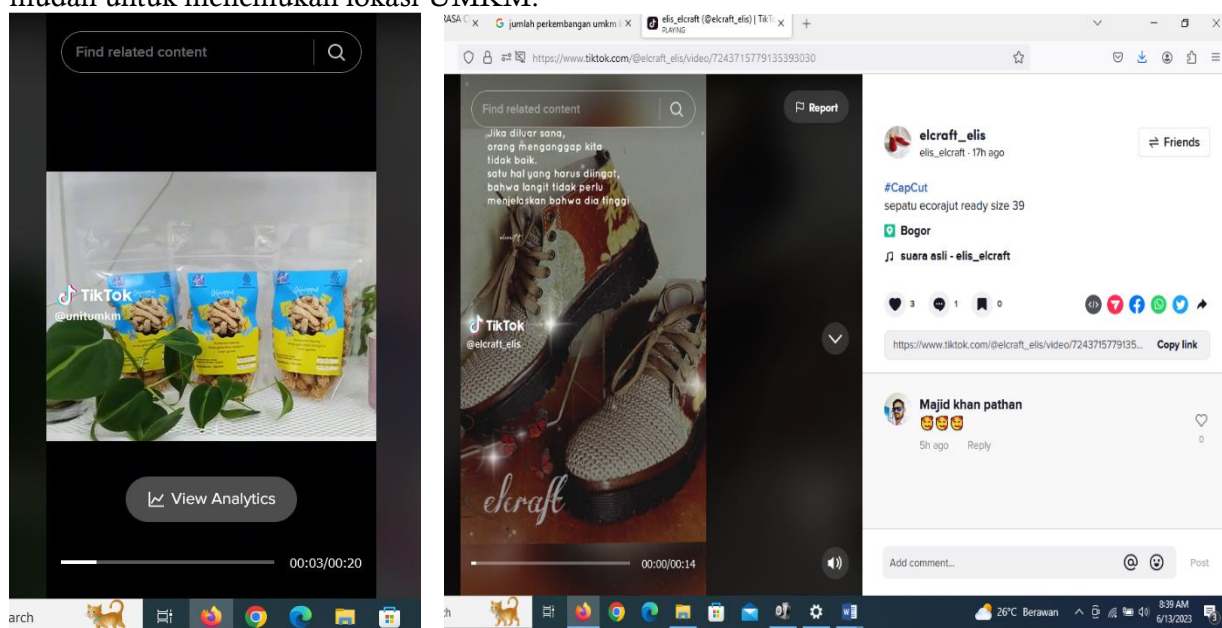 mudah untuk menemukan lokasi UMKM.
Find related content
TikTok
@unitumkm
View Analytics
00:03/00:20
arch
jumlah perkembangan umkm
elis_elcraft (@elcraft_elis) | TikT
PLAYING
https://www.tiktok.com/@elcraft_elis/video/7243715779135393030
Find related content
Report
Jika diluar sana,
orang menganggap kita
tidak baik.
satu hal yang harus diingat,
bahwa langit tidak perlu
menjelaskan bahwa dia tinggi
elcraft
TikTok
@elcraft_elis
elcraft
00:00/00:14
elcraft_elis
elis_elcraft · 17h ago
Friends
#CapCut
sepatu ecorajut ready size 39
Bogor
suara asli - elis_elcraft
3
1
0
https://www.tiktok.com/@elcraft_elis/video/72437157791 35...
Copy link
Majid khan pathan
5h ago Reply
0
Add comment...
Post
26°C Berawan
8:39 AM
6/13/2023